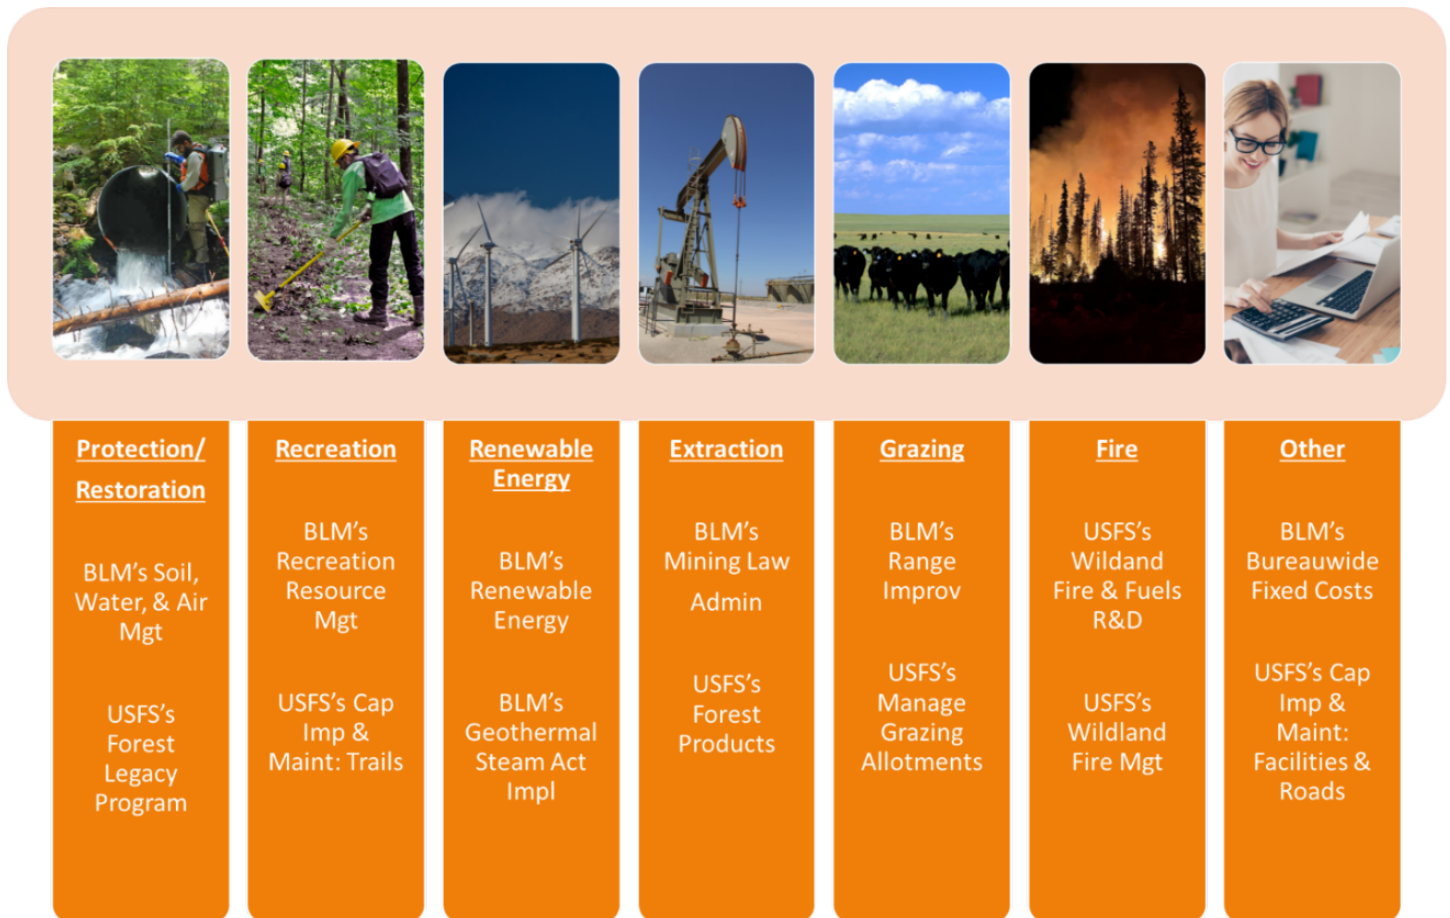 Protection/
Restoration
BLM’s Soil,
Water, & Air
Mgt
USFS’s
Forest
Legacy
Program
Recreation
BLM’s
Recreation
Resource
Mgt
USFS’s Cap
Imp &
Maint: Trails
Renewable
Energy
BLM’s
Renewable
Energy
BLM’s
Geothermal
Steam Act
Impl
Extraction
BLM’s
Mining Law
Admin
USFS’s
Forest
Products
Grazing
BLM’s
Range
Improv
USFS’s
Manage
Grazing
Allotments
Fire
USFS’s
Wildand
Fire & Fuels
R&D
USFS’s
Wildland
Fire Mgt
Other
BLM’s
Bureauwide
Fixed Costs
USFS’s Cap
Imp &
Maint:
Facilities &
Roads